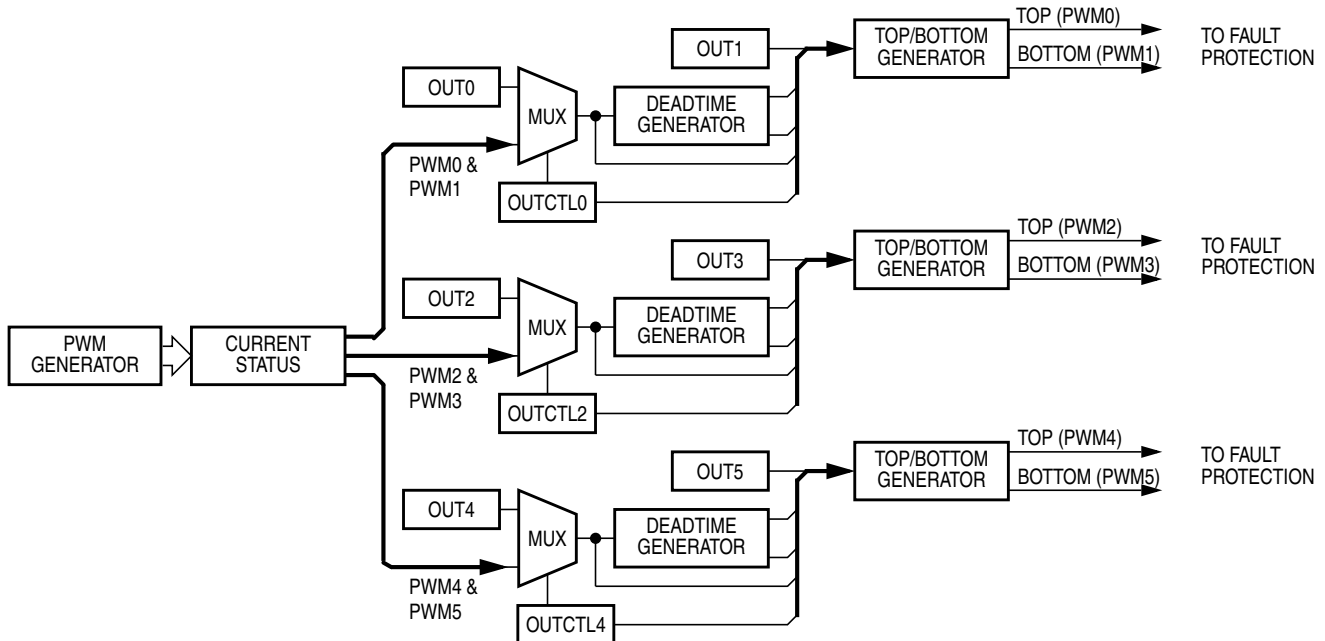 TOP (PWM0)
OUT1
TOP/BOTTOM
GENERATOR
BOTTOM (PWM1)
TO FAULT
PROTECTION
OUT0
MUX
DEADTIME
GENERATOR
PWM0 &
PWM1
OUTCTL0
TOP (PWM2)
OUT3
TOP/BOTTOM
GENERATOR
BOTTOM (PWM3)
TO FAULT
PROTECTION
OUT2
MUX
DEADTIME
GENERATOR
PWM
GENERATOR
CURRENT
STATUS
PWM2 &
PWM3
OUTCTL2
TOP (PWM4)
OUT5
TOP/BOTTOM
GENERATOR
BOTTOM (PWM5)
TO FAULT
PROTECTION
OUT4
MUX
DEADTIME
GENERATOR
PWM4 &
PWM5
OUTCTL4